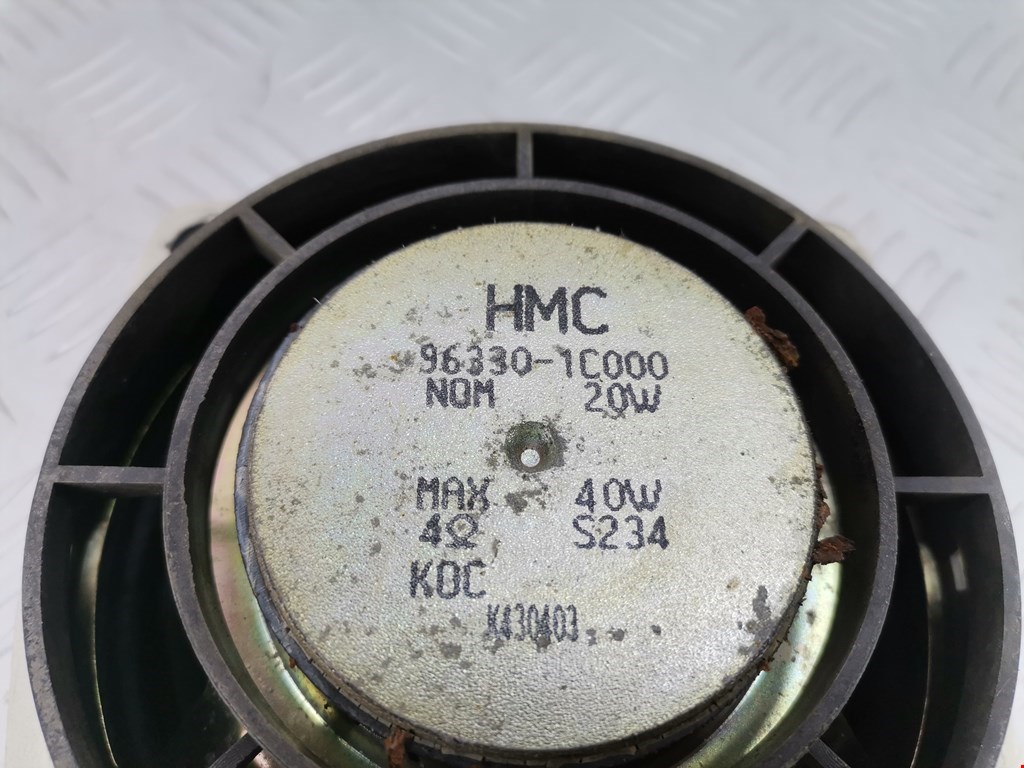 HMC
96330-1C000
NOM 20W
MAX 40W
4Ω S234
KOC
K430403